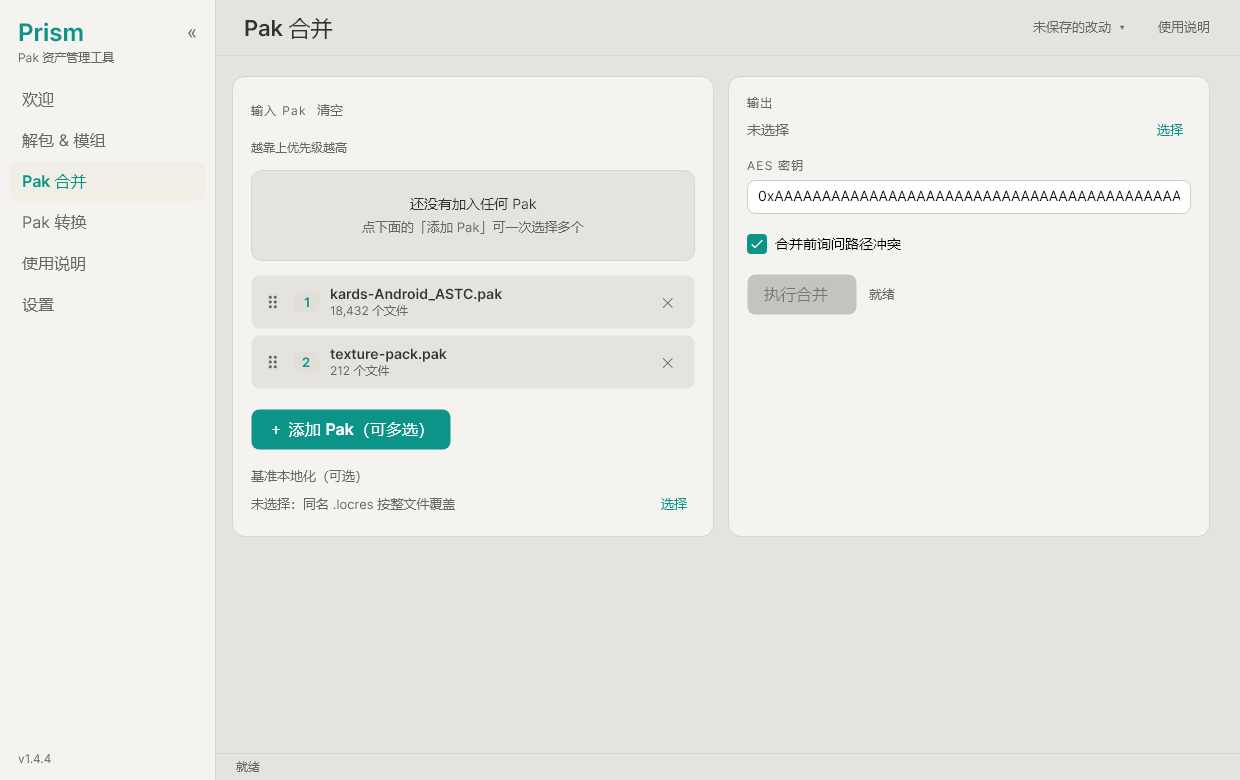 Prism
«
Pak 资产管理工具
欢迎
解包 & 模组
Pak 合并
Pak 转换
使用说明
设置
v1.4.4
Pak 合并
未保存的改动 ▾
使用说明
输入 Pak 清空
越靠上优先级越高
还没有加入任何 Pak
点下面的「添加 Pak」可一次选择多个
1
kards-Android_ASTC.pak
18,432 个文件
2
texture-pack.pak
212 个文件
+ 添加 Pak（可多选）
基准本地化（可选）
未选择：同名 .locres 按整文件覆盖
选择
输出
未选择
选择
AES 密钥
0xAAAAAAAAAAAAAAAAAAAAAAAAAAAAAAAAAAAAAAAAAAA
合并前询问路径冲突
执行合并
就绪
就绪